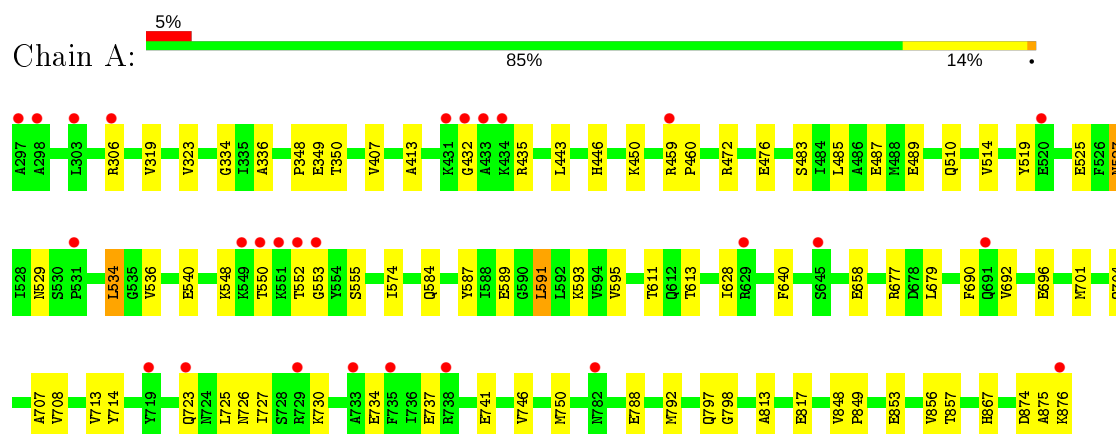 5%
Chain A:
85% 14% •
A297 A298 L303 R306 V319 V323 G334 I335 A336 P348 E349 T350 V407 A413 K431 G432 A433 K434 R435 L443 H446 K450 R459 P460 R472 E476 S483 I484 L485 A486 E487 M488 E489 Q510 V514 Y519 E520 E525 F526
I528 N529 S530 P531 L534 G535 V536 E540 K548 K549 T550 K551 T552 G553 Y554 S555 I574 Q584 Y587 I588 E589 G590 L591 L592 K593 V594 V595 T611 Q612 T613 I628 R629 F640 S645 E658 R677 D678 L679 F690 Q691 V692 E696 M701
A707 V708 V713 Y714 Y719 Q723 N724 L725 N726 I727 S728 R729 K730 A733 E734 F735 I736 E737 R738 E741 V746 M750 N782 E788 M792 Q797 G798 A813 E817 V848 P849 E853 V856 T857 H867 D874 A875 K876